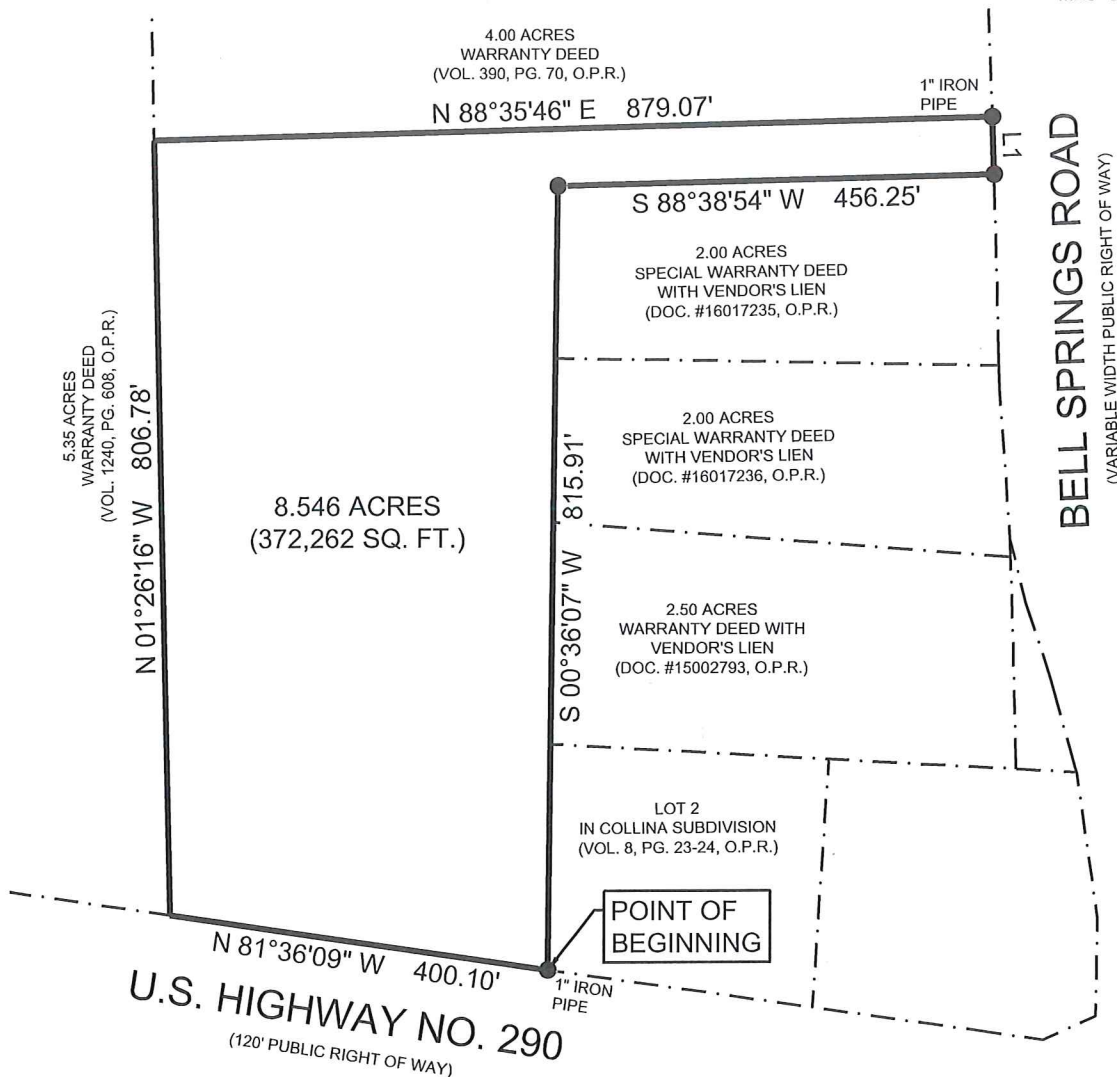 4.00 ACRES
WARRANTY DEED
(VOL. 390, PG. 70, O.P.R.)
1" IRON
PIPE
N 88°35'46" E 879.07'
L1
S 88°38'54" W 456.25'
BELL SPRINGS ROAD
(VARIABLE WIDTH PUBLIC RIGHT OF WAY)
2.00 ACRES
SPECIAL WARRANTY DEED
WITH VENDOR'S LIEN
(DOC. #16017235, O.P.R.)
5.35 ACRES
WARRANTY DEED
(VOL. 1240, PG. 608, O.P.R.)
N 01°26'16" W 806.78'
2.00 ACRES
SPECIAL WARRANTY DEED
WITH VENDOR'S LIEN
(DOC. #16017236, O.P.R.)
8.546 ACRES
(372,262 SQ. FT.)
S 00°36'07" W 815.91'
2.50 ACRES
WARRANTY DEED WITH
VENDOR'S LIEN
(DOC. #15002793, O.P.R.)
LOT 2
IN COLLINA SUBDIVISION
(VOL. 8, PG. 23-24, O.P.R.)
POINT OF
BEGINNING
N 81°36'09" W 400.10'
1" IRON
PIPE
U.S. HIGHWAY NO. 290
(120' PUBLIC RIGHT OF WAY)